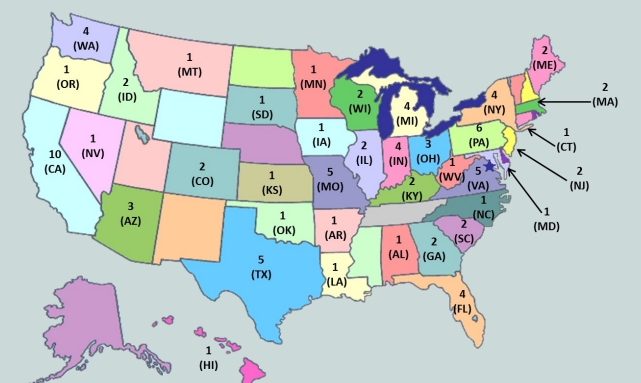 4
(WA)
1
(OR)
2
(ID)
1
(MT)
1
(MN)
2
(WI)
4
(MI)
4
(NY)
2
(ME)
2
(MA)
1
(CT)
2
(NJ)
1
(MD)
10
(CA)
1
(NV)
1
(SD)
1
(IA)
2
(IL)
4
(IN)
3
(OH)
6
(PA)
2
(CO)
1
(KS)
5
(MO)
2
(KY)
1
(WV)
5
(VA)
1
(NC)
3
(AZ)
1
(OK)
1
(AR)
2
(SC)
5
(TX)
1
(LA)
1
(AL)
2
(GA)
4
(FL)
1
(HI)